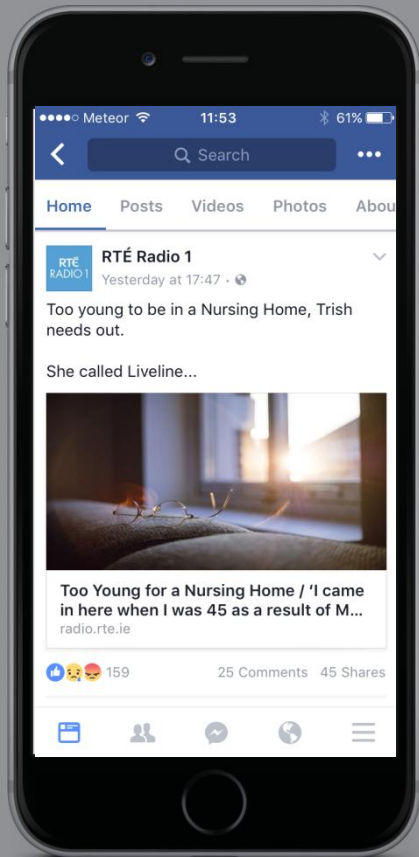 Meteor 11:53 61%
Search
Home Posts Videos Photos Abou
RTÉ RADIO 1
RTÉ Radio 1
Yesterday at 17:47 ·
Too young to be in a Nursing Home, Trish
needs out.
She called Liveline...
Too Young for a Nursing Home / ‘I came
in here when I was 45 as a result of M...
radio.rte.ie
159 25 Comments 45 Shares